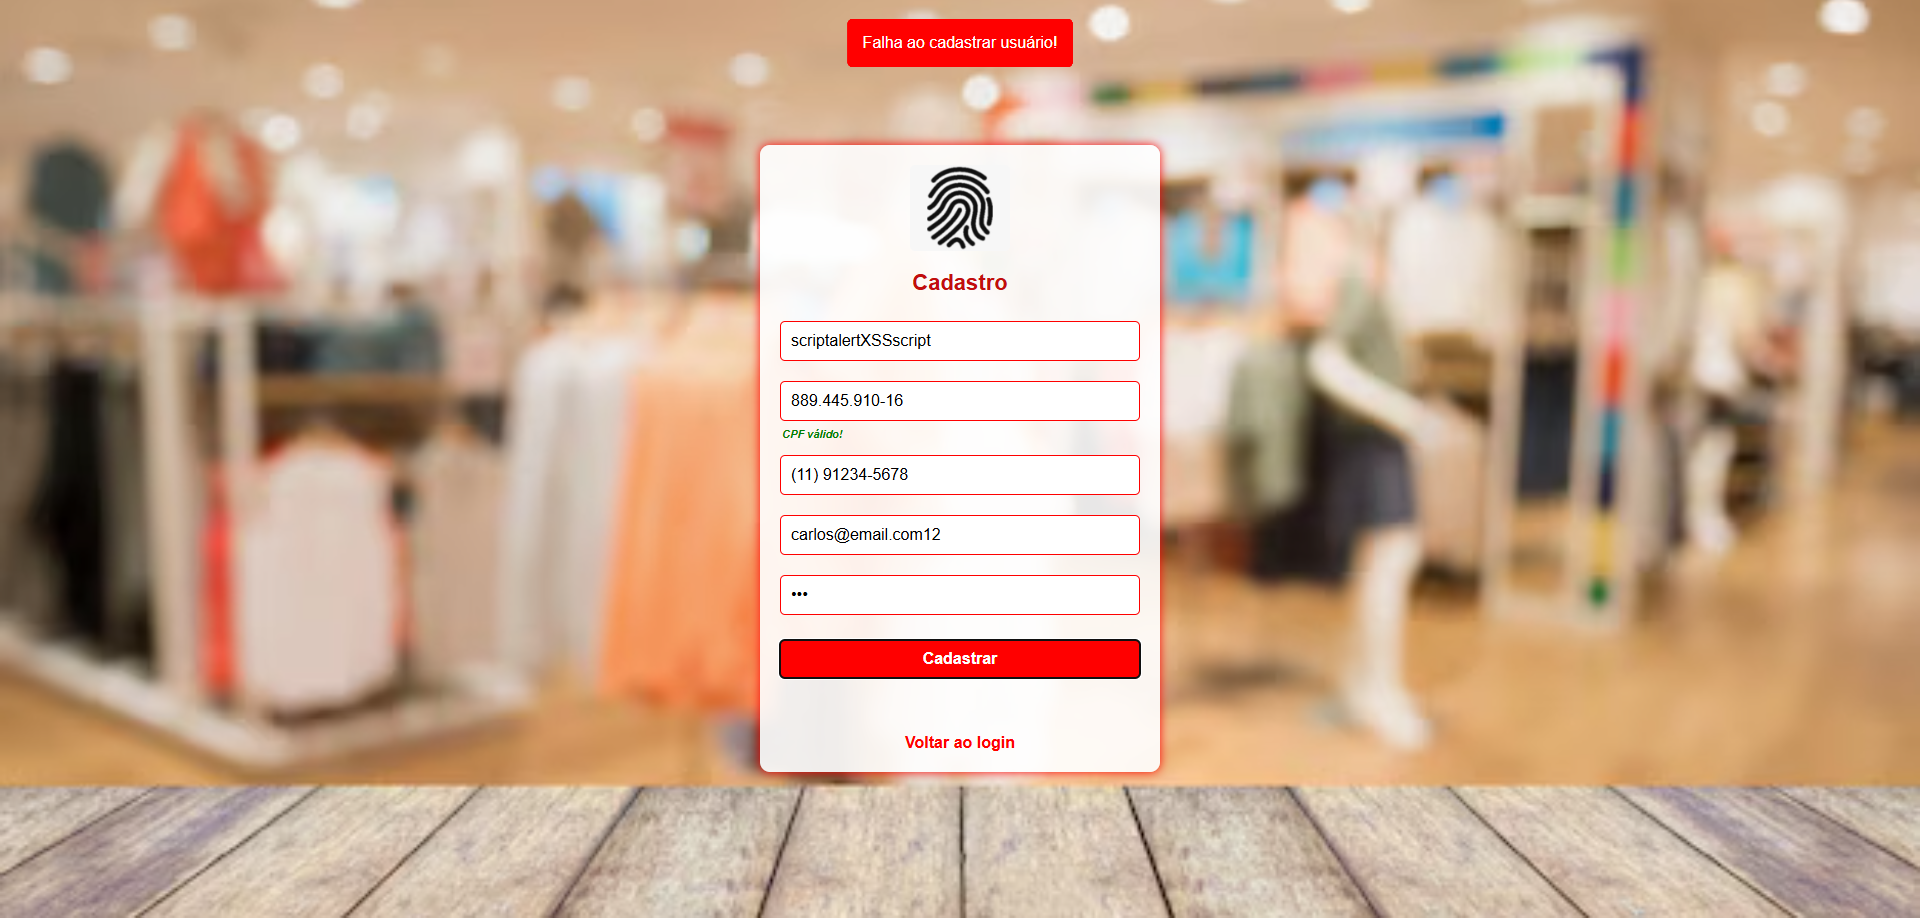 Falha ao cadastrar usuário!
Cadastro
scriptalertXSSscript
889.445.910-16
CPF válido!
(11) 91234-5678
carlos@email.com12
•••
Cadastrar
Voltar ao login